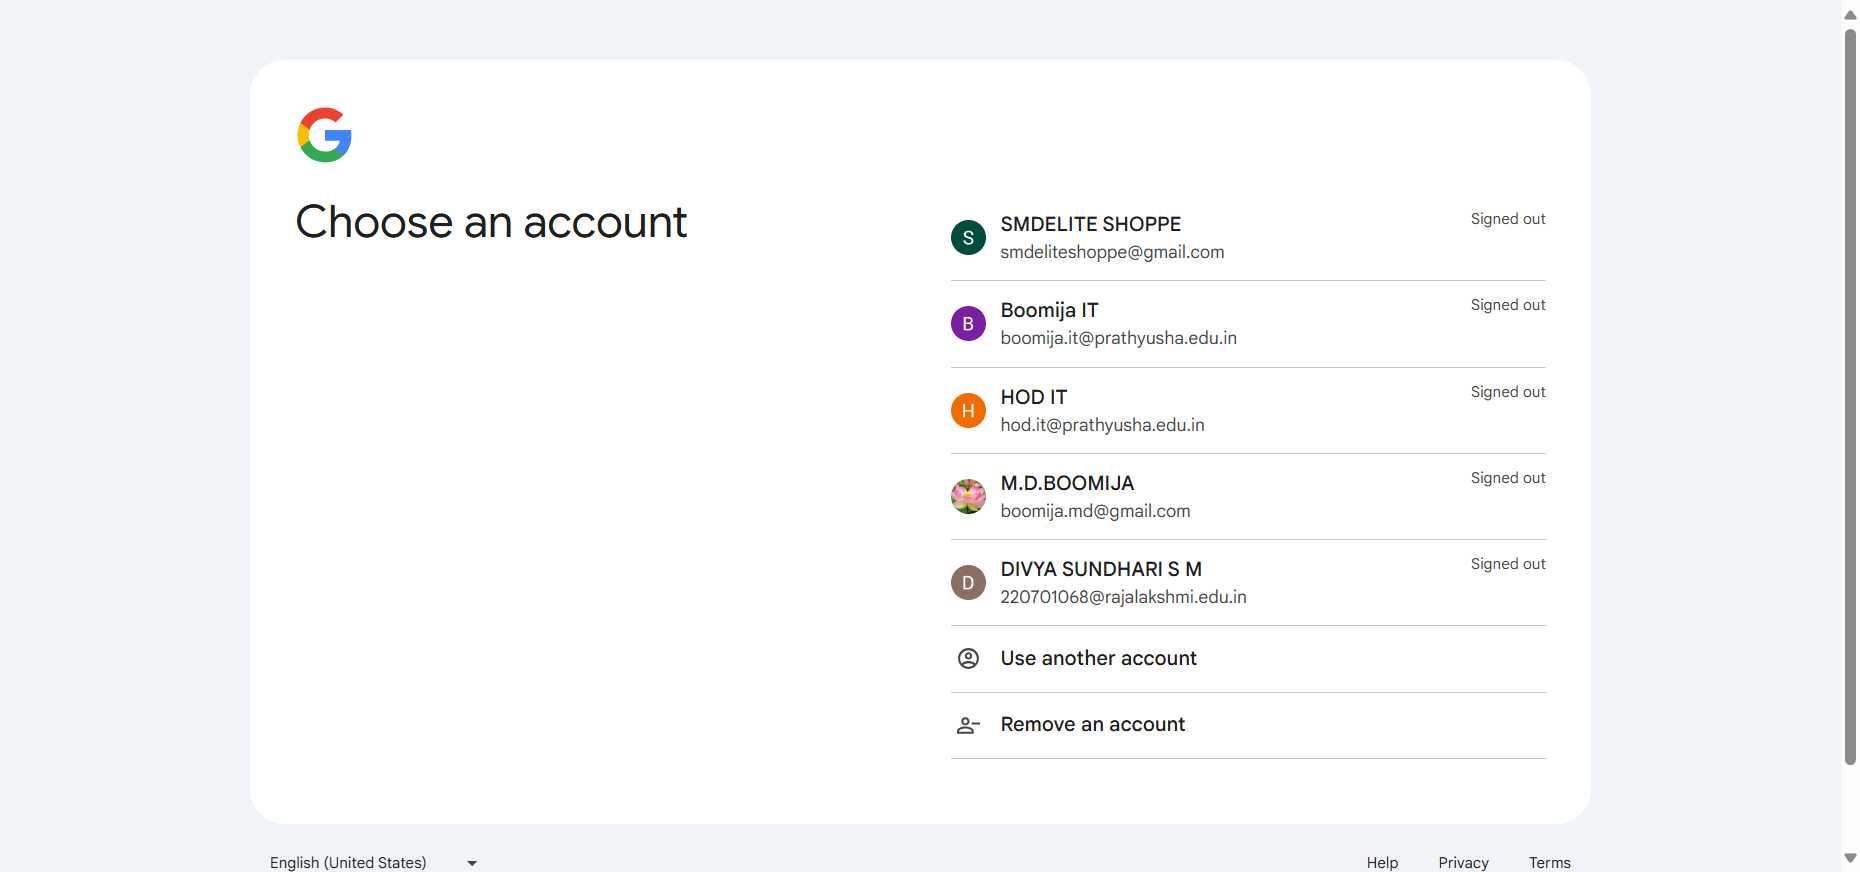 Choose an account
S
SMDELITE SHOPPE
Signed out
smdeliteshoppe@gmail.com
B
Boomija IT
Signed out
boomija.it@prathyusha.edu.in
H
HOD IT
Signed out
hod.it@prathyusha.edu.in
M.D.BOOMIJA
Signed out
boomija.md@gmail.com
D
DIVYA SUNDHARI S M
Signed out
220701068@rajalakshmi.edu.in
Use another account
Remove an account
English (United States)
Help
Privacy
Terms